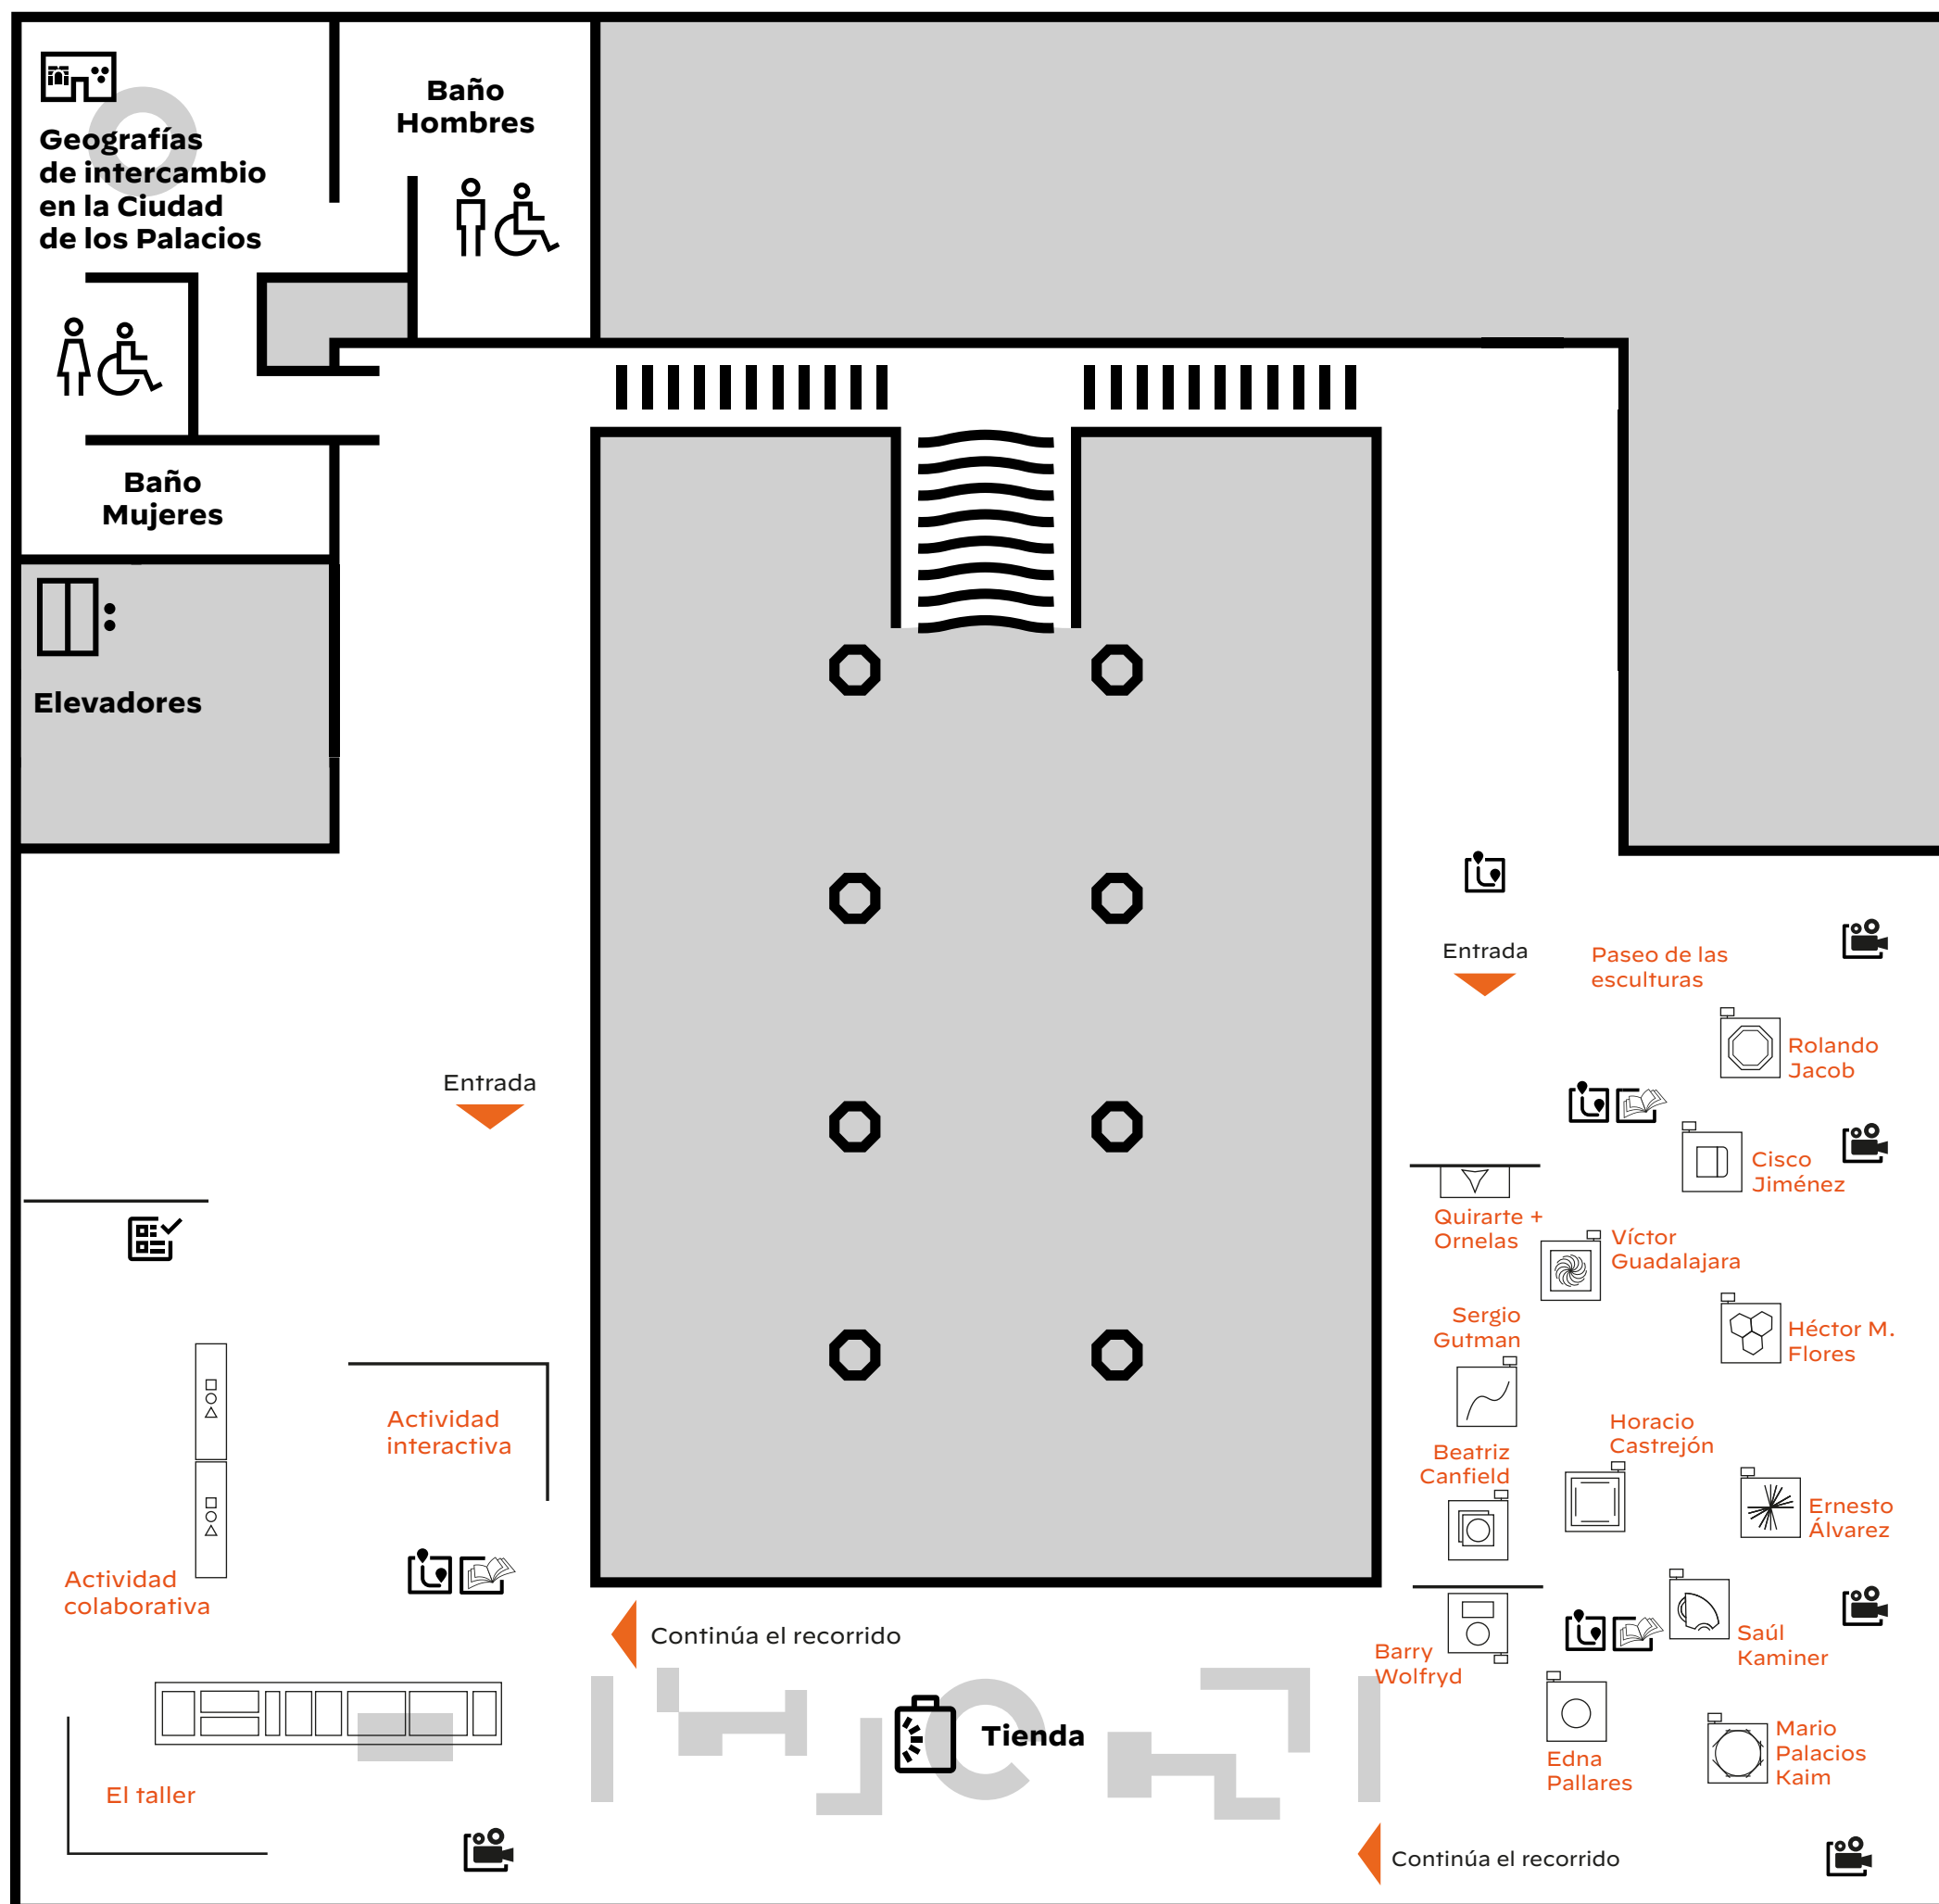 Geografías
de intercambio
en la Ciudad
de los Palacios
Baño
Hombres
Baño
Mujeres
Elevadores
Entrada
Paseo de las
esculturas
Rolando
Jacob
Entrada
Cisco
Jiménez
Quirarte +
Ornelas
Víctor
Guadalajara
Sergio
Gutman
Héctor M.
Flores
Actividad
interactiva
Horacio
Castrejón
Beatriz
Canfield
Ernesto
Álvarez
Actividad
colaborativa
Continúa el recorrido
Barry
Wolfryd
Saúl
Kaminer
Tienda
Edna
Pallares
Mario
Palacios
Kaim
El taller
Continúa el recorrido